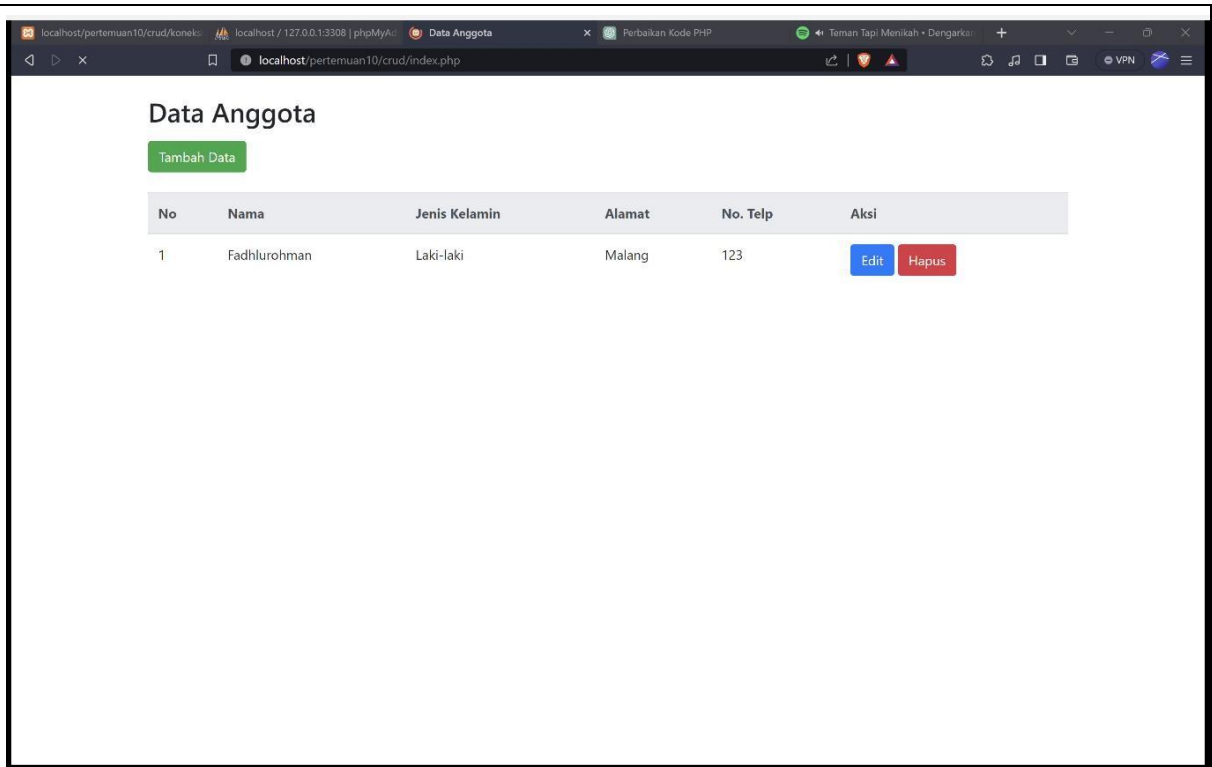 localhost/pertemuan10/crud/koneks localhost / 127.0.0.1:3308 | phpMyAd Data Anggota Perbaikan Kode PHP Teman Tapi Menikah • Dengarkan
localhost/pertemuan10/crud/index.php VPN
Data Anggota
Tambah Data
No Nama Jenis Kelamin Alamat No. Telp Aksi
1 Fadhlurohman Laki-laki Malang 123 Edit Hapus